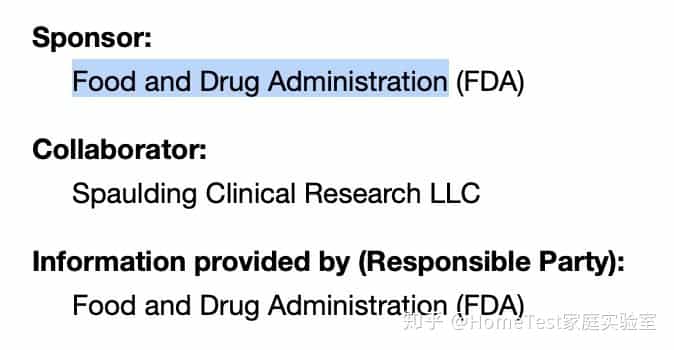 Sponsor:
Food and Drug Administration (FDA)
Collaborator:
Spaulding Clinical Research LLC
Information provided by (Responsible Party):
Food and Drug Administration (FDA)
知乎 @HomeTest家庭实验室